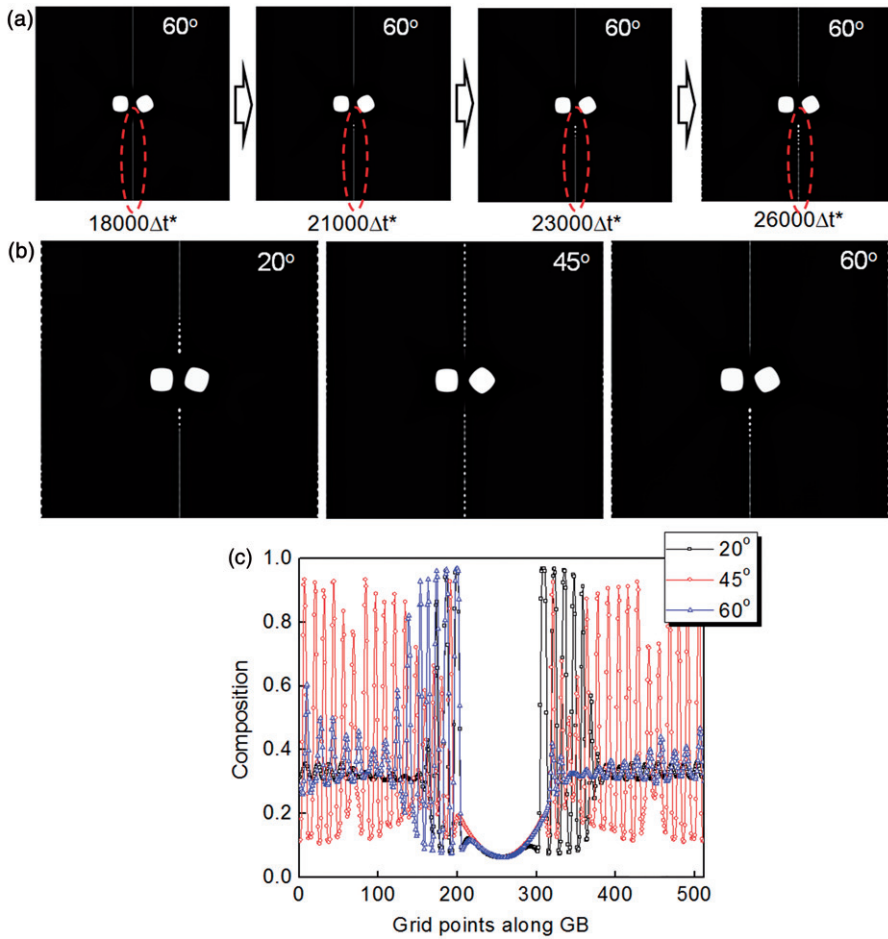 (a)
60°
60°
60°
60°
18000Δt*
21000Δt*
23000Δt*
26000Δt*
(b)
20°
45°
60°
(c)
20°
45°
60°
1.0
0.8
0.6
0.4
0.2
0.0
Composition
0
100
200
300
400
500
Grid points along GB